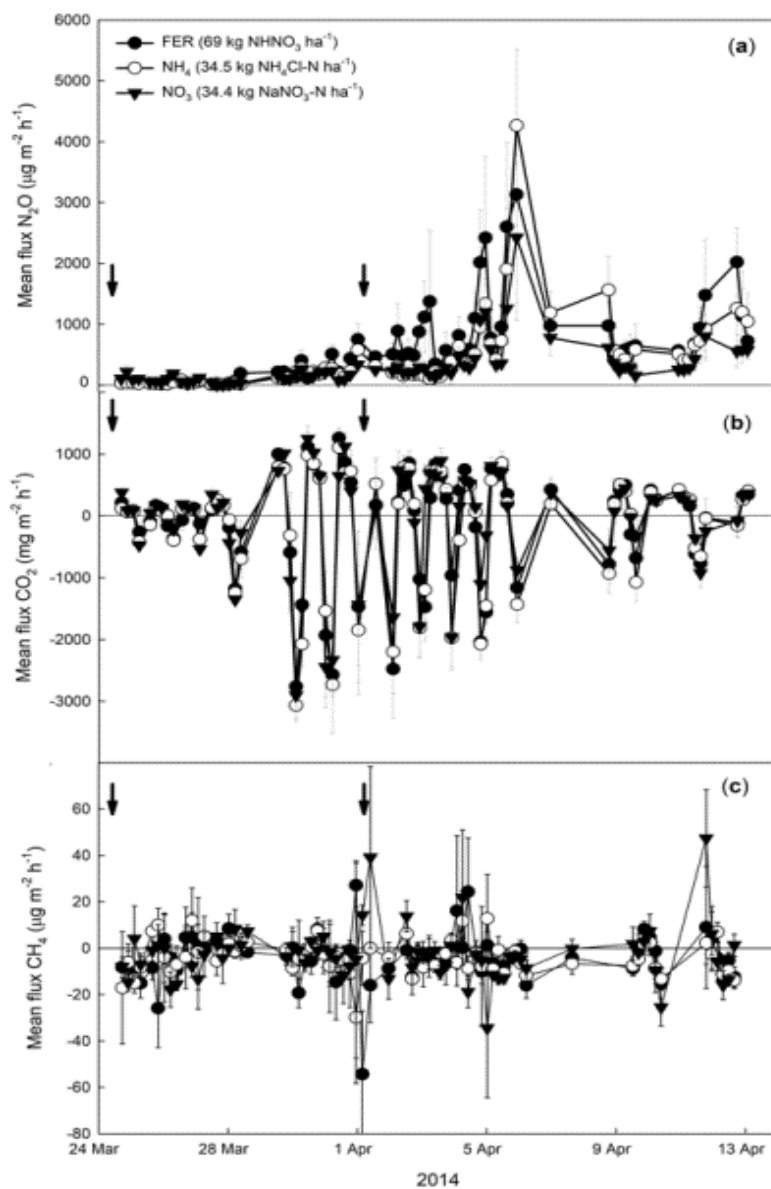 6000
(a)
FER (69 kg NHNO3 ha-1)
NH4 (34.5 kg NH4Cl-N ha-1)
NO3 (34.4 kg NaNO3-N ha-1)
5000
4000
3000
2000
1000
0
Mean flux N2O (µg m-2 h-1)
(b)
1000
0
-1000
-2000
-3000
Mean flux CO2 (mg m-2 h-1)
(c)
60
40
20
0
-20
-40
-60
-80
Mean flux CH4 (µg m-2 h-1)
24 Mar 28 Mar 1 Apr 5 Apr 9 Apr 13 Apr
2014